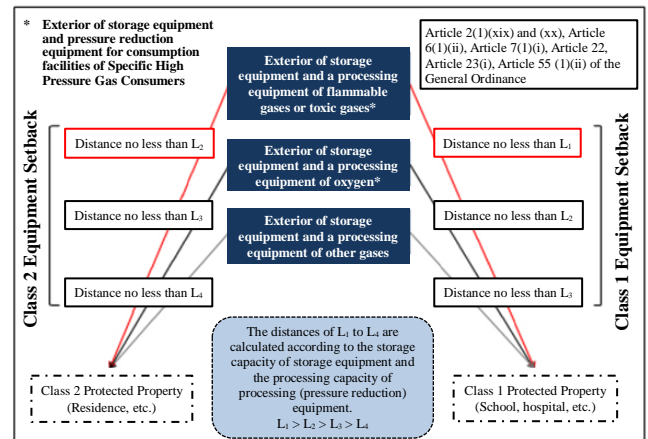 * Exterior of storage equipment
and pressure reduction
equipment for consumption
facilities of Specific High
Pressure Gas Consumers
Exterior of storage
equipment and a processing
equipment of flammable
gases or toxic gases*
Article 2(1)(xix) and (xx), Article
6(1)(ii), Article 7(1)(i), Article 22,
Article 23(i), Article 55 (1)(ii) of the
General Ordinance
Class 2 Equipment Setback
Distance no less than L2
Distance no less than L3
Distance no less than L4
Exterior of storage
equipment and a processing
equipment of oxygen*
Exterior of storage
equipment and a processing
equipment of other gases
Distance no less than L1
Distance no less than L2
Distance no less than L3
Class 1 Equipment Setback
Class 2 Protected Property
(Residence, etc.)
The distances of L1 to L4 are
calculated according to the storage
capacity of storage equipment and
the processing capacity of
processing (pressure reduction)
equipment.
L1 > L2 > L3 > L4
Class 1 Protected Property
(School, hospital, etc.)